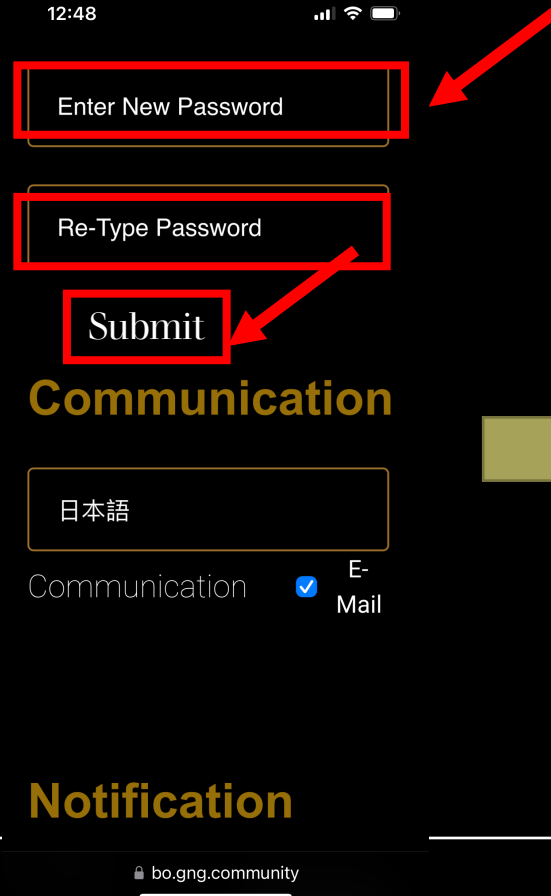 12:48
Enter New Password
Re-Type Password
Submit
Communication
日本語
Communication
E-
Mail
Notification
bo.gng.community